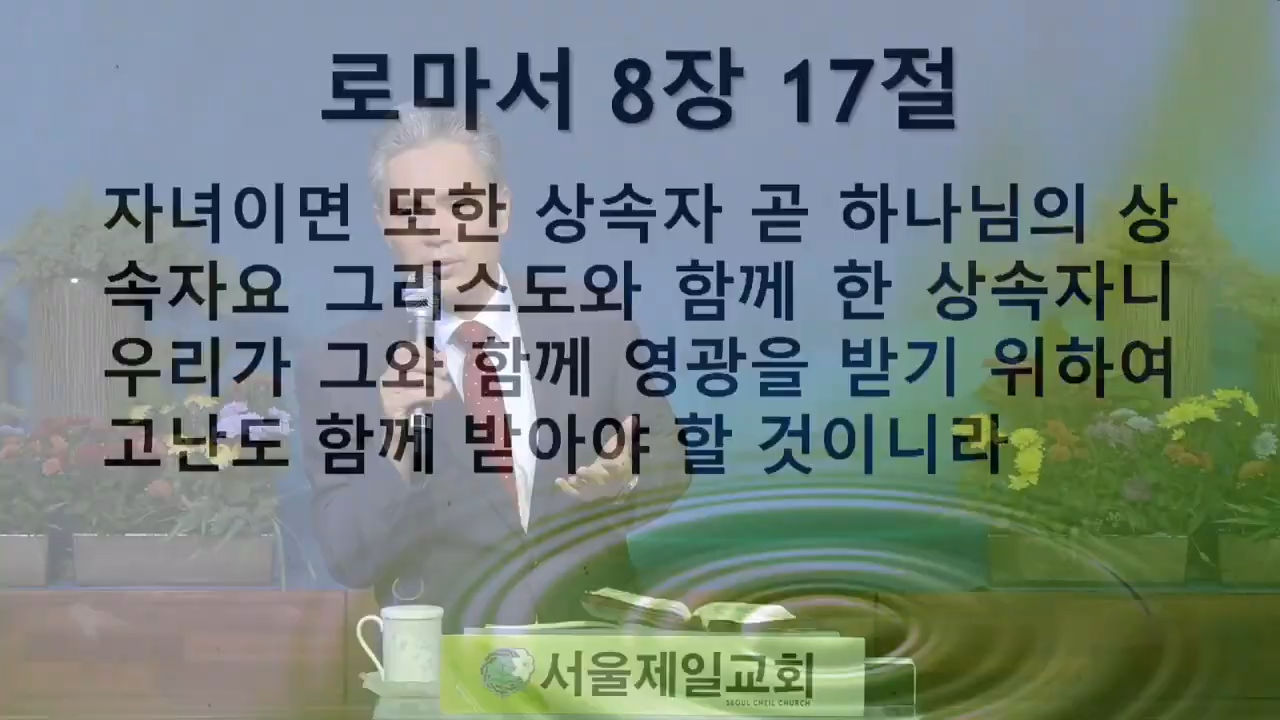 로마서 8장 17절
자녀이면 또한 상속자 곧 하나님의 상
속자요 그리스도와 함께 한 상속자니
우리가 그와 함께 영광을 받기 위하여
고난도 함께 받아야 할 것이니라
서울제일교회
SEOUL CHEIL CHURCH